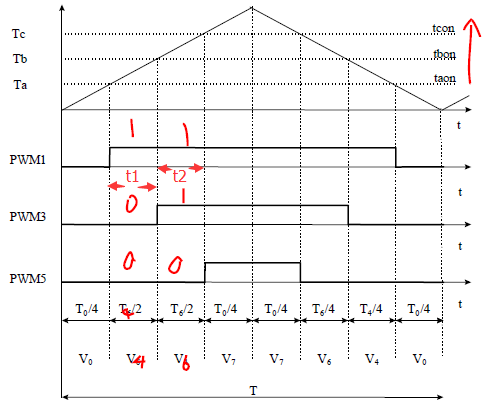 Tc tcon
Tb tbon
Ta taon
t
1 1
PWM1
t1 t2
t
0 1
PWM3
t
0 0
PWM5
t
T0/4 T4/2 T6/2 T0/4 T0/4 T6/4 T4/4 T0/4
V0 V4 V6 V7 V7 V6 V4 V0
T